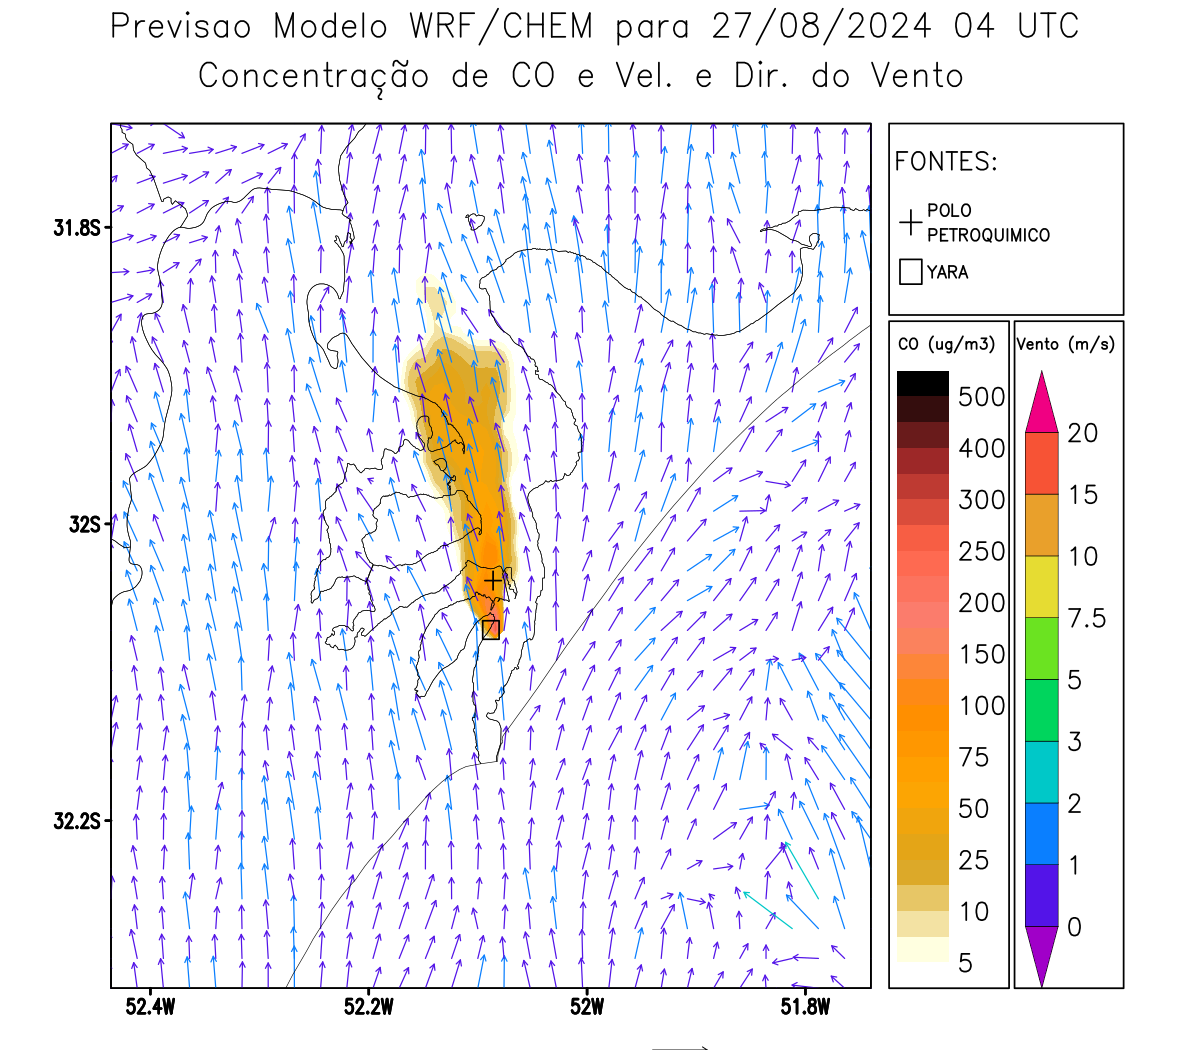 Previsao Modelo WRF/CHEM para 27/08/2024 04 UTC
Concentração de CO e Vel. e Dir. do Vento
FONTES:
POLO
PETROQUIMICO
YARA
CO (ug/m3)
500
400
300
250
200
150
100
75
50
25
10
5
Vento (m/s)
20
15
10
7.5
5
3
2
1
0
31.8S
32S
32.2S
52.4W
52.2W
52W
51.8W